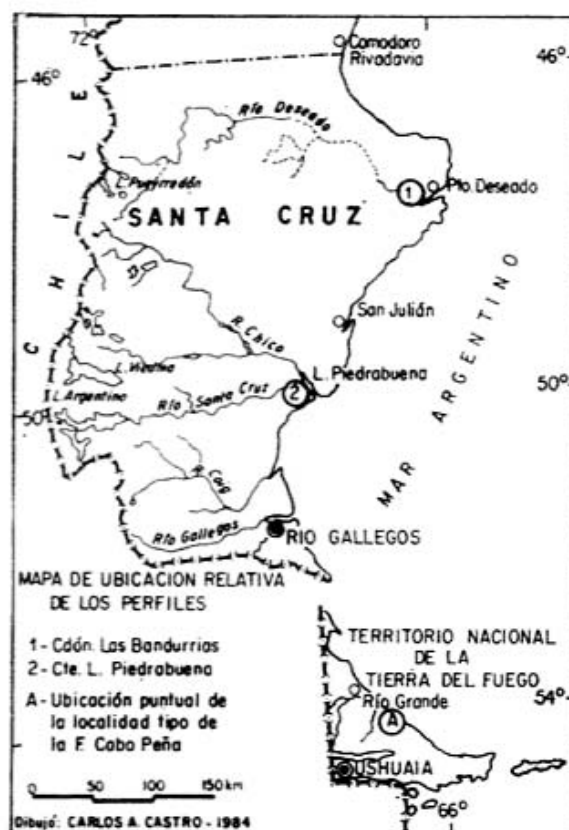 72°
46°
46°
Comodoro
Rivadavia
CHILE
Río Deseado
L. Pueyrredón
1
Pto. Deseado
SANTA CRUZ
MAR ARGENTINO
San Julián
R. Chico
L. Viedma
L. Piedrabuena
50°
L. Argentino
Río Santa Cruz
2
50°
R. Coig
Río Gallegos
RIO GALLEGOS
MAPA DE UBICACION RELATIVA
DE LOS PERFILES
1- Cdón. Las Bandurrias
2- Cte. L. Piedrabuena
A- Ubicación puntual de
la localidad tipo de
la F. Cabo Peña
TERRITORIO NACIONAL
DE LA
TIERRA DEL FUEGO
54°
Río Grande
A
USHUAIA
66°
0 50 100 150 km
Dibujó: CARLOS A. CASTRO - 1984